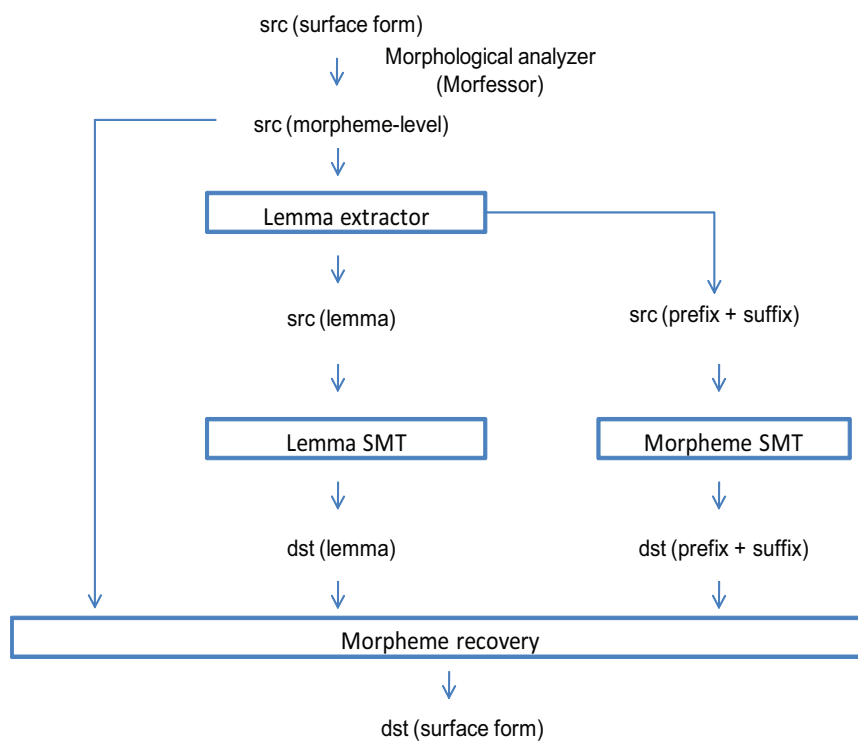 src (surface form)
Morphological analyzer
(Morfessor)
src (morpheme-level)
Lemma extractor
src (lemma)
src (prefix + suffix)
Lemma SMT
Morpheme SMT
dst (lemma)
dst (prefix + suffix)
Morpheme recovery
dst (surface form)